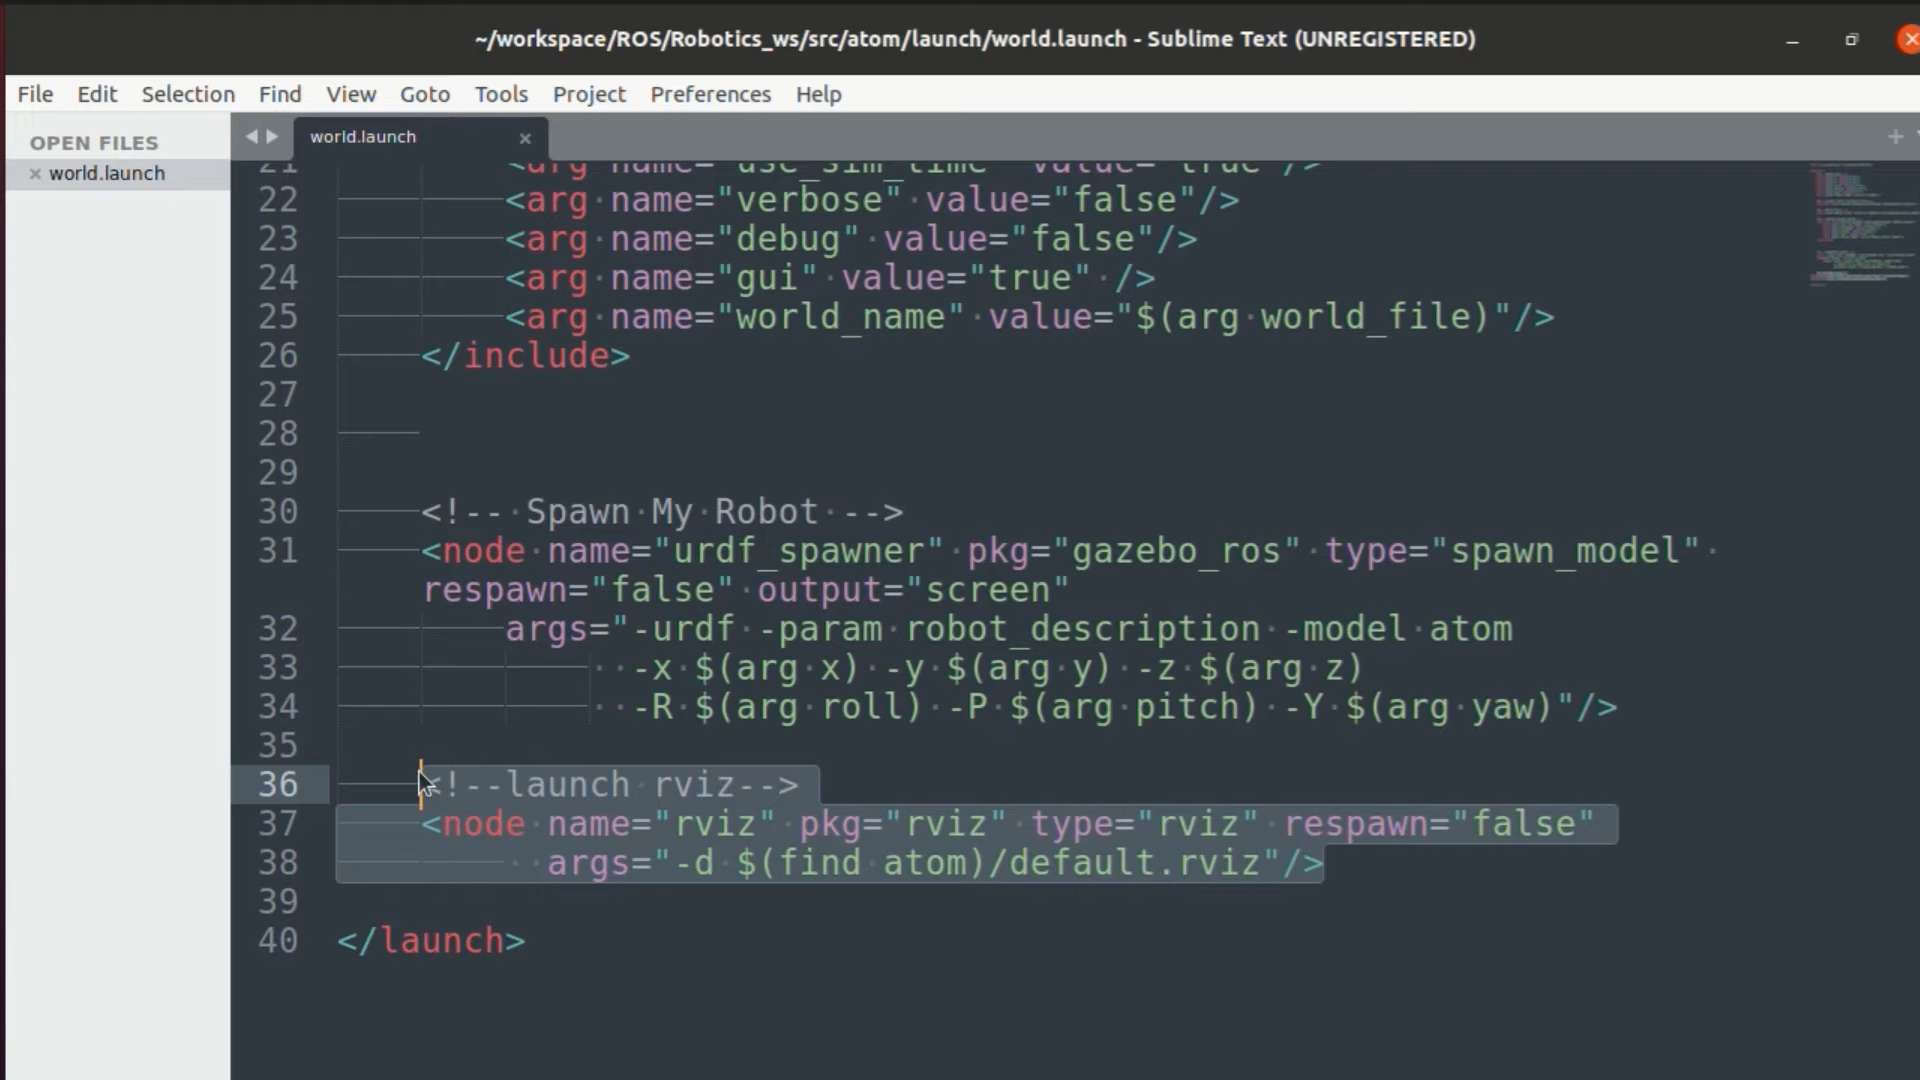 ~/workspace/ROS/Robotics_ws/src/atom/launch/world.launch - Sublime Text (UNREGISTERED)
File Edit Selection Find View Goto Tools Project Preferences Help
OPEN FILES
world.launch
world.launch
21 <arg name="use_sim_time" value="true"/>
22 <arg name="verbose" value="false"/>
23 <arg name="debug" value="false"/>
24 <arg name="gui" value="true" />
25 <arg name="world_name" value="$(arg world_file)"/>
26 </include>
27
28
29
30 <!-- Spawn My Robot -->
31 <node name="urdf_spawner" pkg="gazebo_ros" type="spawn_model"
respawn="false" output="screen"
32 args="-urdf -param robot_description -model atom
33 -x $(arg x) -y $(arg y) -z $(arg z)
34 -R $(arg roll) -P $(arg pitch) -Y $(arg yaw)"/>
35
36 <!--launch rviz-->
37 <node name="rviz" pkg="rviz" type="rviz" respawn="false"
38 args="-d $(find atom)/default.rviz"/>
39
40 </launch>